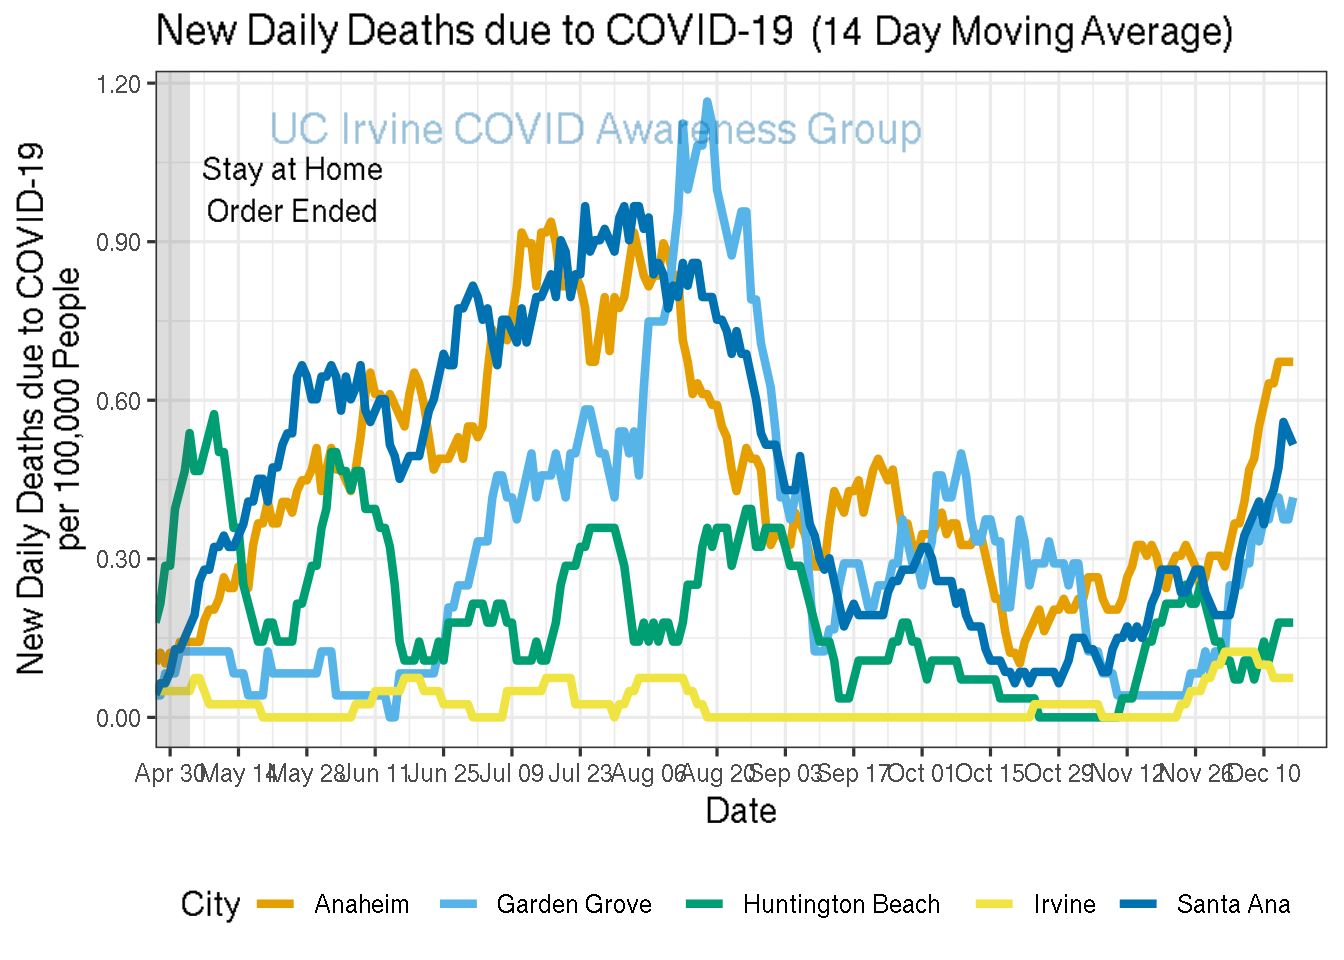 New Daily Deaths due to COVID-19 (14 Day Moving Average)
New Daily Deaths due to COVID-19
per 100,000 People
1.20
0.90
0.60
0.30
0.00
UC Irvine COVID Awareness Group
Stay at Home
Order Ended
Apr 30 May 14 May 28 Jun 11 Jun 25 Jul 09 Jul 23 Aug 06 Aug 20 Sep 03 Sep 17 Oct 01 Oct 15 Oct 29 Nov 12 Nov 26 Dec 10
Date
City Anaheim Garden Grove Huntington Beach Irvine Santa Ana